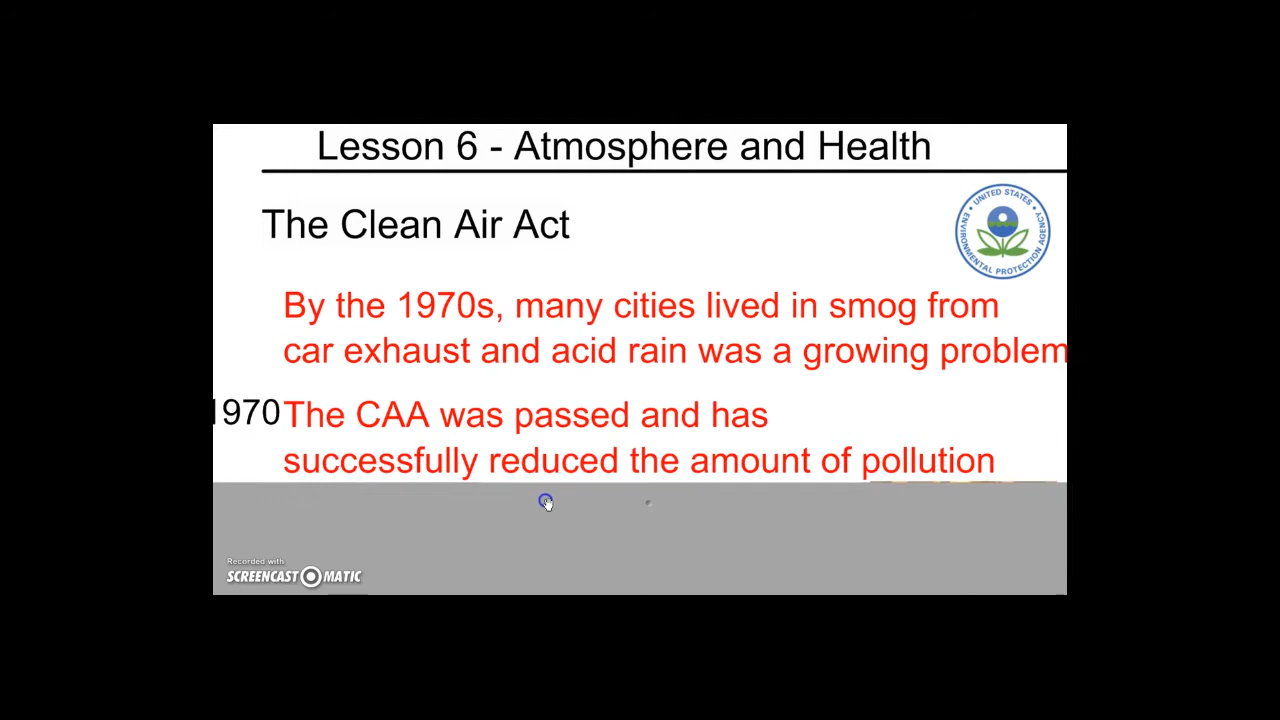 Lesson 6 - Atmosphere and Health
The Clean Air Act
UNITED STATES
ENVIRONMENTAL PROTECTION AGENCY
By the 1970s, many cities lived in smog from
car exhaust and acid rain was a growing problem
1970 The CAA was passed and has
successfully reduced the amount of pollution
Recorded with
SCREENCAST MATIC